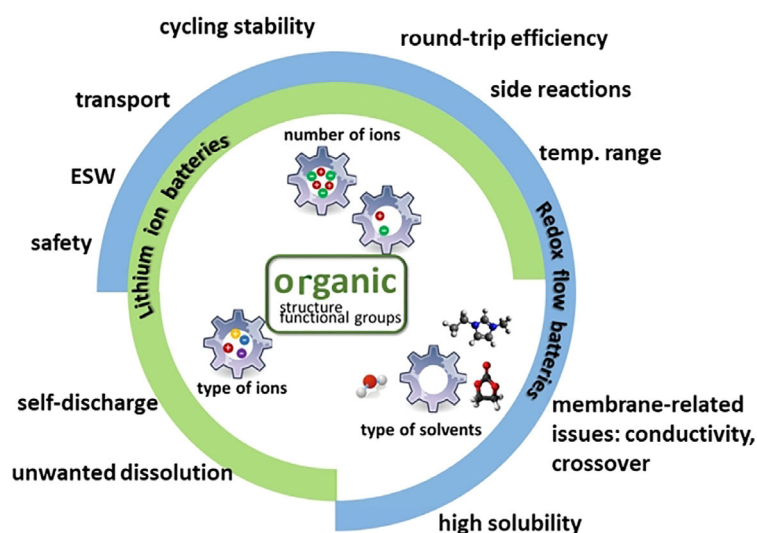 cycling stability
round-trip efficiency
transport
side reactions
number of ions
temp. range
ESW
safety
Lithium ion batteries
Redox flow batteries
organic
structure
functional groups
type of ions
type of solvents
self-discharge
membrane-related
issues: conductivity,
crossover
unwanted dissolution
high solubility